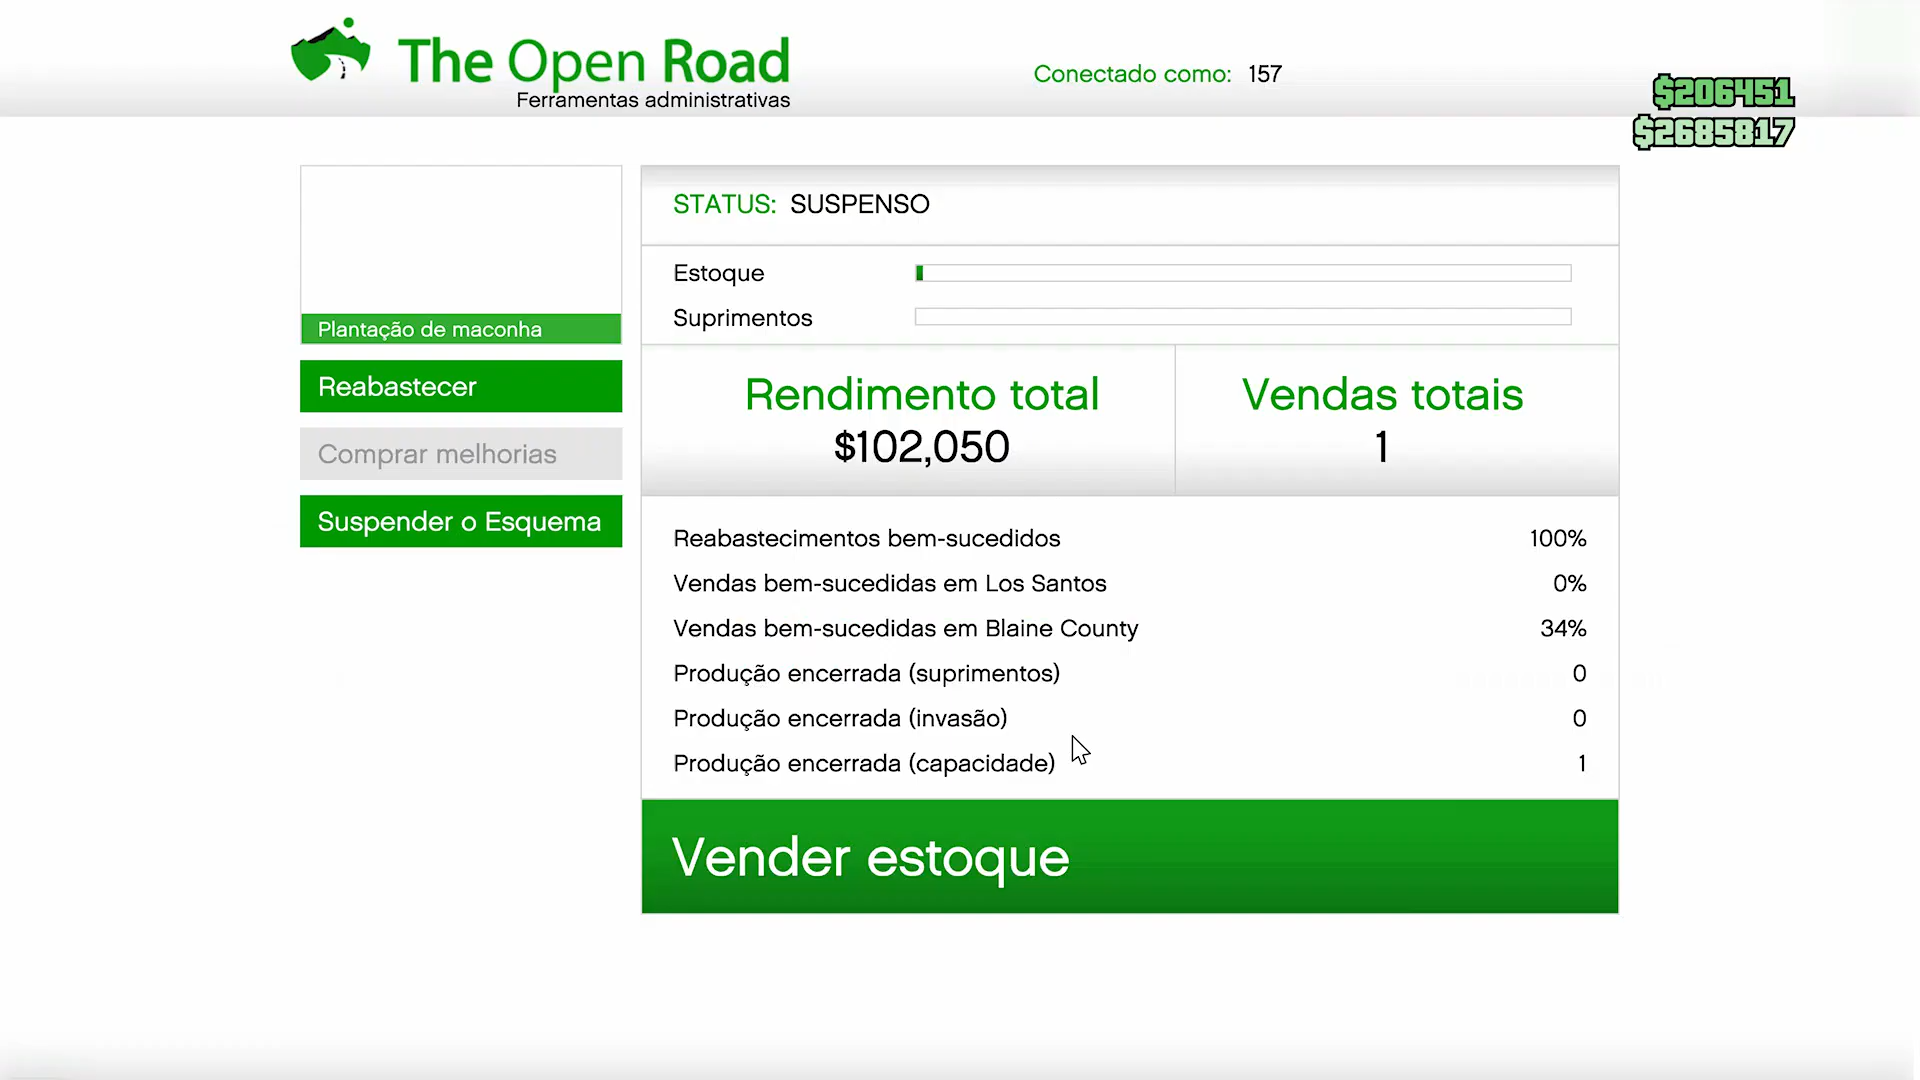 The Open Road
Ferramentas administrativas
Conectado como: 157
$206451
$2685817
Plantação de maconha
Reabastecer
Comprar melhorias
Suspender o Esquema
STATUS: SUSPENSO
Estoque
Suprimentos
Rendimento total
$102,050
Vendas totais
1
Reabastecimentos bem-sucedidos 100%
Vendas bem-sucedidas em Los Santos 0%
Vendas bem-sucedidas em Blaine County 34%
Produção encerrada (suprimentos) 0
Produção encerrada (invasão) 0
Produção encerrada (capacidade) 1
Vender estoque